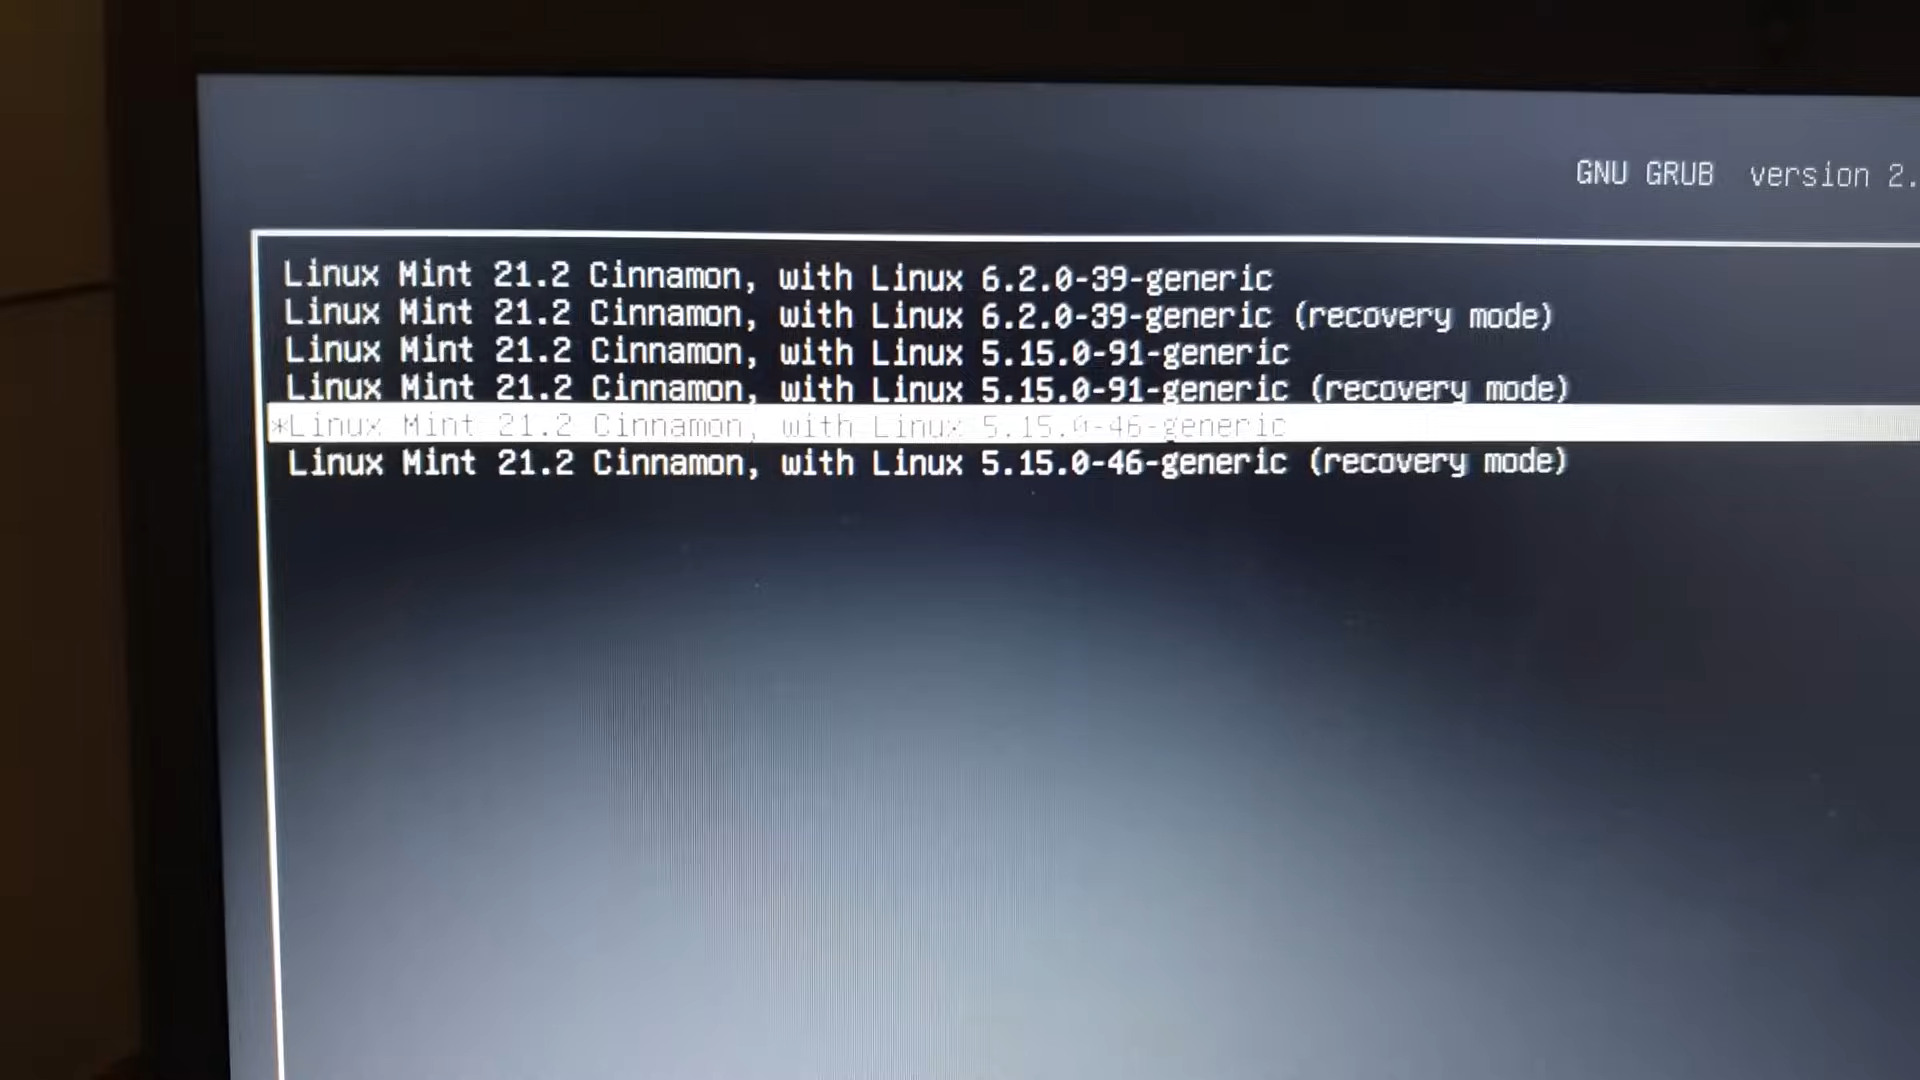 GNU GRUB version 2.
Linux Mint 21.2 Cinnamon, with Linux 6.2.0-39-generic
Linux Mint 21.2 Cinnamon, with Linux 6.2.0-39-generic (recovery mode)
Linux Mint 21.2 Cinnamon, with Linux 5.15.0-91-generic
Linux Mint 21.2 Cinnamon, with Linux 5.15.0-91-generic (recovery mode)
*Linux Mint 21.2 Cinnamon, with Linux 5.15.0-46-generic
Linux Mint 21.2 Cinnamon, with Linux 5.15.0-46-generic (recovery mode)